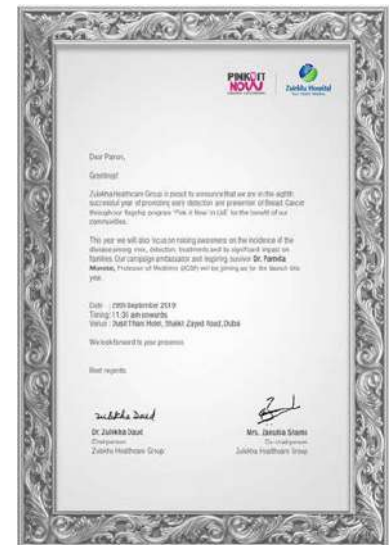 PINK IT
NOW
Zulekha Hospital
Dear Patron,
Greetings!
Zulekha Healthcare Group is proud to announce that we are in the eighth
successful year of promoting early detection and prevention of Breast Cancer
through our flagship program 'Pink it Now' in UAE for the benefit of our
communities.
This year we will also focus on raising awareness on the incidence of the
disease among men, detection, treatments and its significant impact on
families. Our campaign ambassador and inspiring survivor Dr. Pamela
Munster, Professor of Medicine (UCSF) will be joining us for the launch this
year.
Date : 29th September 2019
Timing: 11:30 am onwards
Venue : Dusit Thani Hotel, Sheikh Zayed Road, Dubai
We look forward to your presence.
Best regards,
Zulekha Daud
Dr. Zulekha Daud
Chairperson
Zulekha Healthcare Group
Mrs. Zanubia Shams
Co-chairperson
Zulekha Healthcare Group